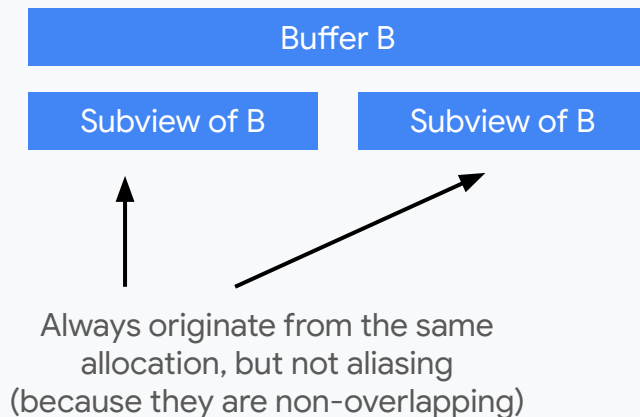 Buffer B
Subview of B
Subview of B
Always originate from the same
allocation, but not aliasing
(because they are non-overlapping)